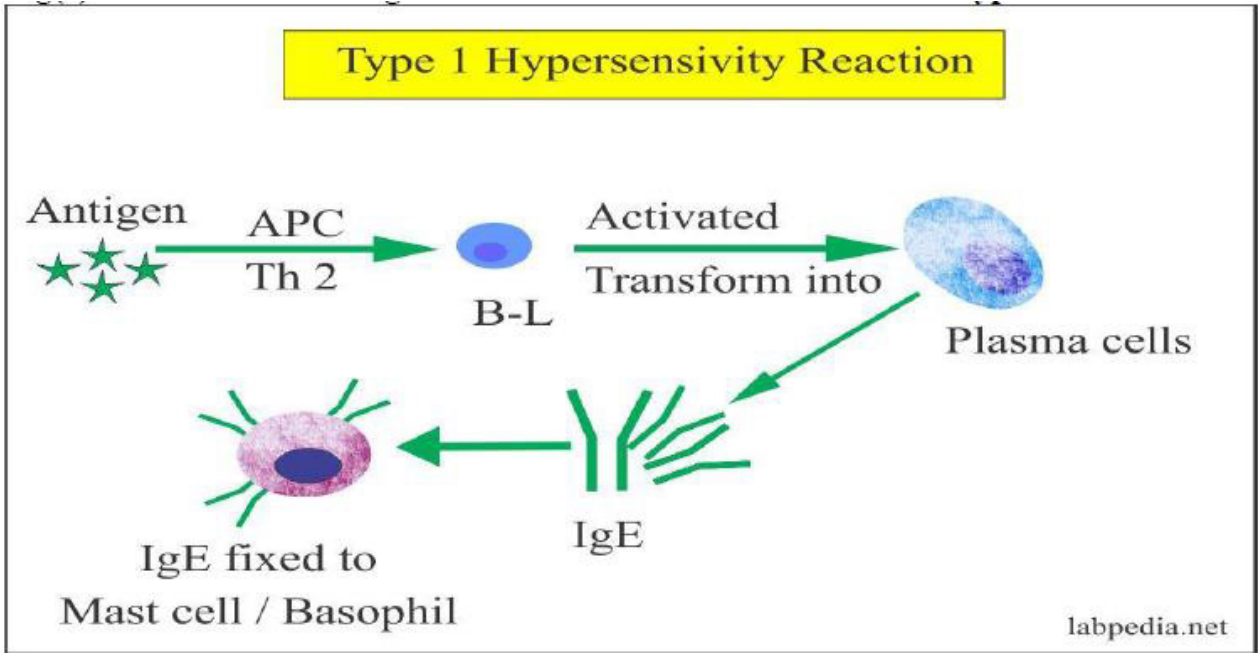 Type 1 Hypersensivity Reaction
Antigen
APC
Th 2
B-L
Activated
Transform into
Plasma cells
IgE
IgE fixed to
Mast cell / Basophil
labpedia.net